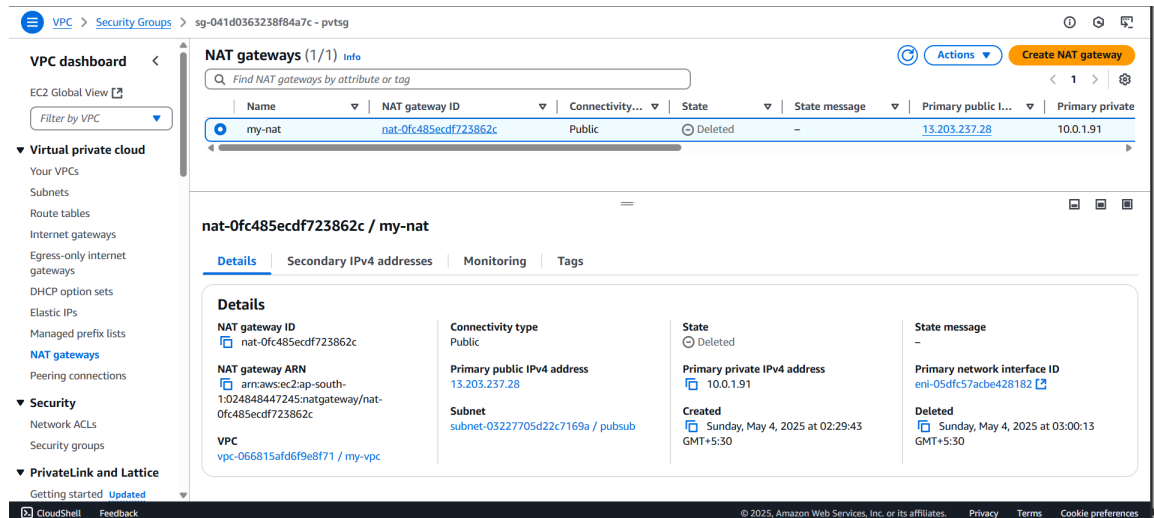 VPC > Security Groups > sg-041d0363238f84a7c - pvtsg
VPC dashboard
EC2 Global View
Filter by VPC
Virtual private cloud
Your VPCs
Subnets
Route tables
Internet gateways
Egress-only internet
gateways
DHCP option sets
Elastic IPs
Managed prefix lists
NAT gateways
Peering connections
Security
Network ACLs
Security groups
PrivateLink and Lattice
Getting started Updated
NAT gateways (1/1) Info
Actions
Create NAT gateway
Find NAT gateways by attribute or tag
1
Name NAT gateway ID Connectivity... State State message Primary public I... Primary private
my-nat nat-0fc485ecdf723862c Public Deleted – 13.203.237.28 10.0.1.91
nat-0fc485ecdf723862c / my-nat
Details Secondary IPv4 addresses Monitoring Tags
Details
NAT gateway ID
nat-0fc485ecdf723862c
Connectivity type
Public
State
Deleted
State message
–
NAT gateway ARN
arn:aws:ec2:ap-south-
1:024848447245:natgateway/nat-
0fc485ecdf723862c
Primary public IPv4 address
13.203.237.28
Primary private IPv4 address
10.0.1.91
Primary network interface ID
eni-05dfc57acbe428182
VPC
vpc-066815afd6f9e8f71 / my-vpc
Subnet
subnet-03227705d22c7169a / pubsub
Created
Sunday, May 4, 2025 at 02:29:43
GMT+5:30
Deleted
Sunday, May 4, 2025 at 03:00:13
GMT+5:30
CloudShell Feedback © 2025, Amazon Web Services, Inc. or its affiliates. Privacy Terms Cookie preferences